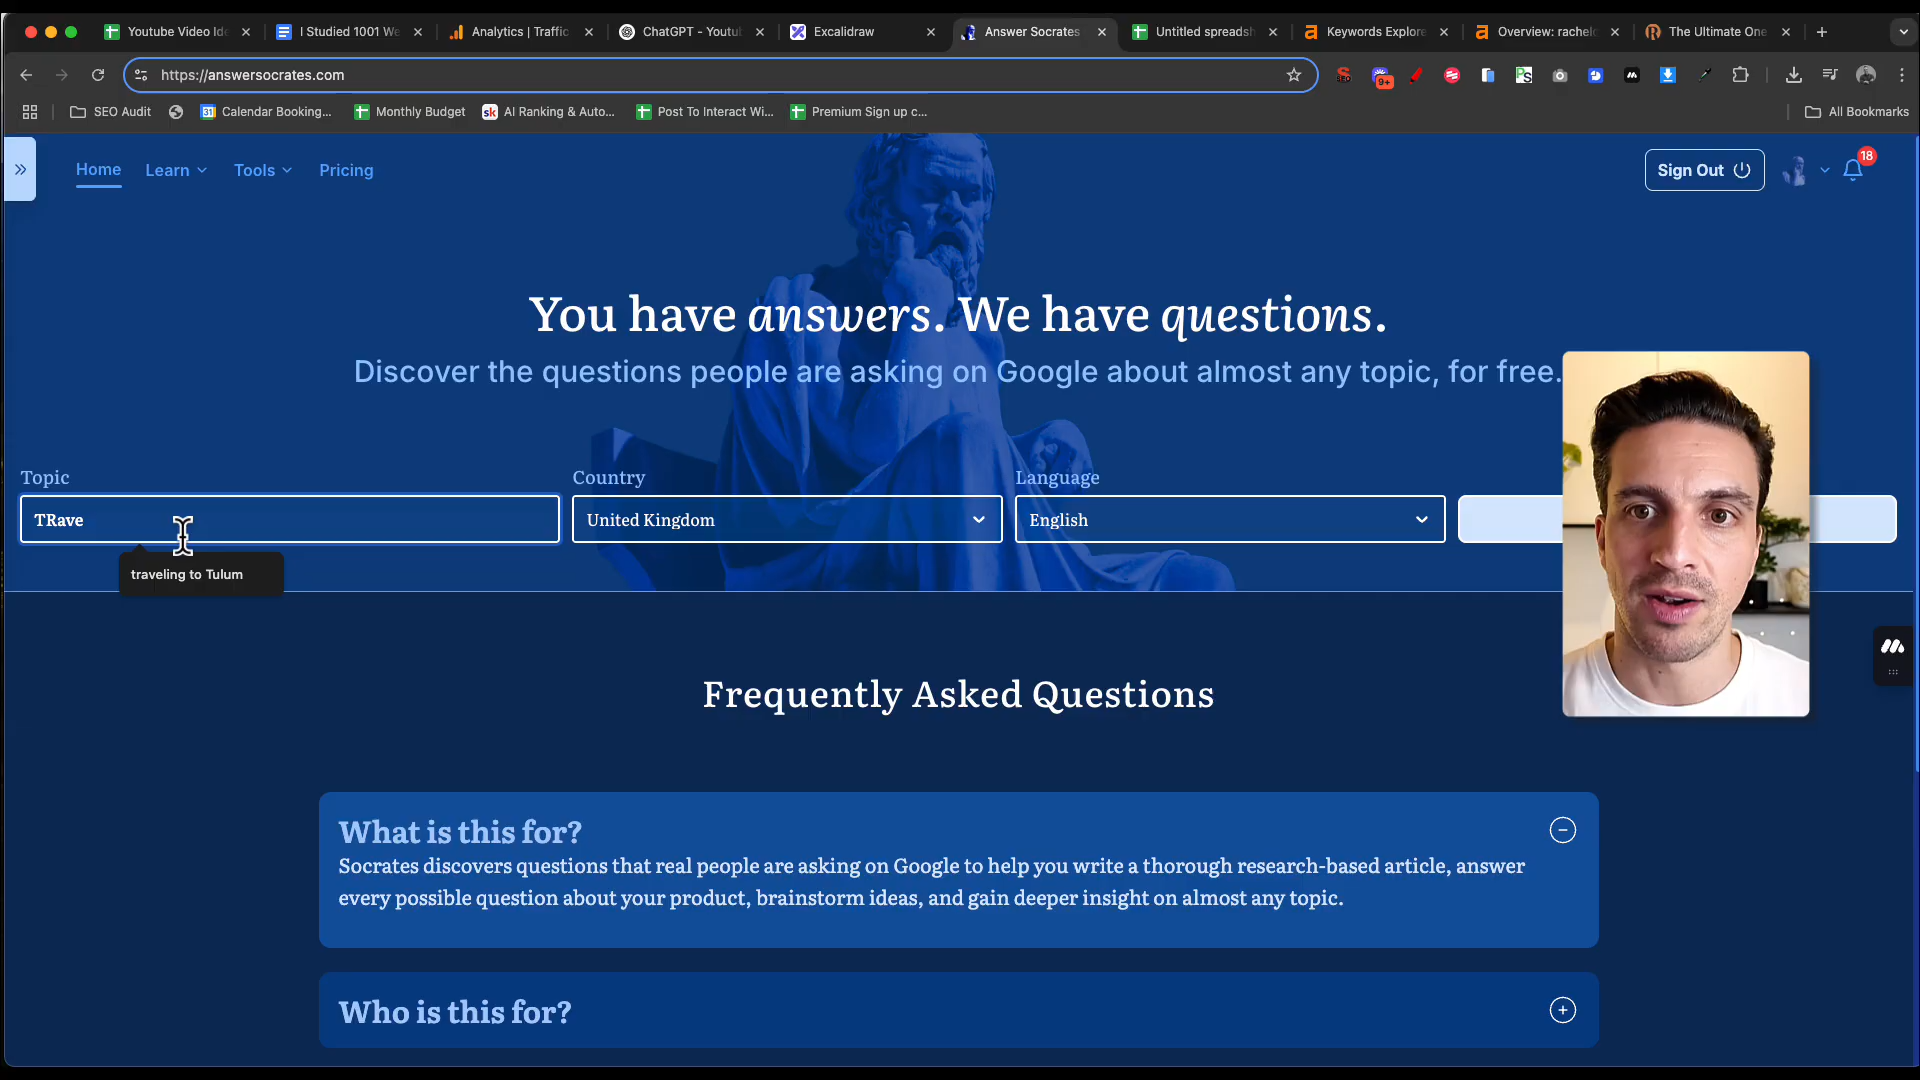 Youtube Video Id
I Studied 1001 We
Analytics | Traffic
ChatGPT - Youtu
Excalidraw
Answer Socrates
Untitled spreadsh
Keywords Explore
Overview: rachel
The Ultimate One
https://answersocrates.com
9+
SEO Audit
31
Calendar Booking...
Monthly Budget
sk
AI Ranking & Auto...
Post To Interact Wi...
Premium Sign up c...
All Bookmarks
Home
Learn
Tools
Pricing
Sign Out
18
You have answers. We have questions.
Discover the questions people are asking on Google about almost any topic, for free.
Topic
Country
Language
TRave
United Kingdom
English
traveling to Tulum
Frequently Asked Questions
What is this for?
Socrates discovers questions that real people are asking on Google to help you write a thorough research-based article, answer
every possible question about your product, brainstorm ideas, and gain deeper insight on almost any topic.
Who is this for?